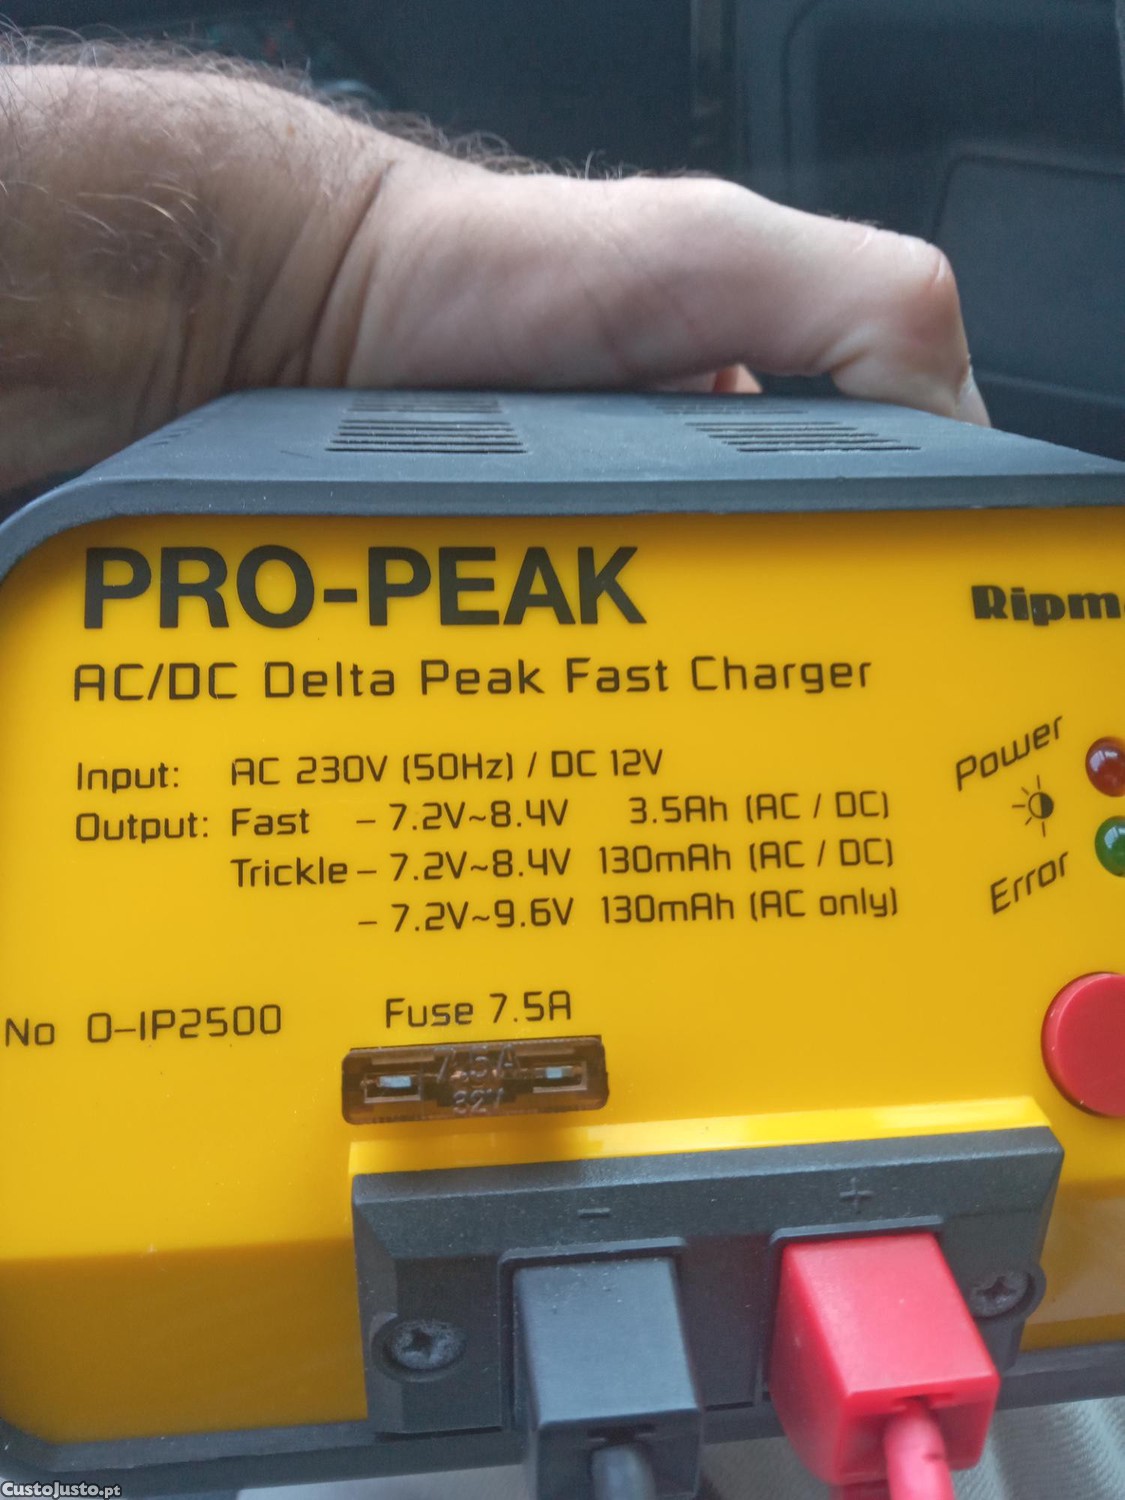 PRO-PEAK
AC/DC Delta Peak Fast Charger
Input: AC 230V (50Hz) / DC 12V
Output: Fast – 7.2V~8.4V 3.5Ah (AC / DC)
Trickle – 7.2V~8.4V 130mAh (AC / DC)
– 7.2V~9.6V 130mAh (AC only)
Power
Error
No 0-IP2500
Fuse 7.5A
7.5A
32V
– +
CustoJusto.pt